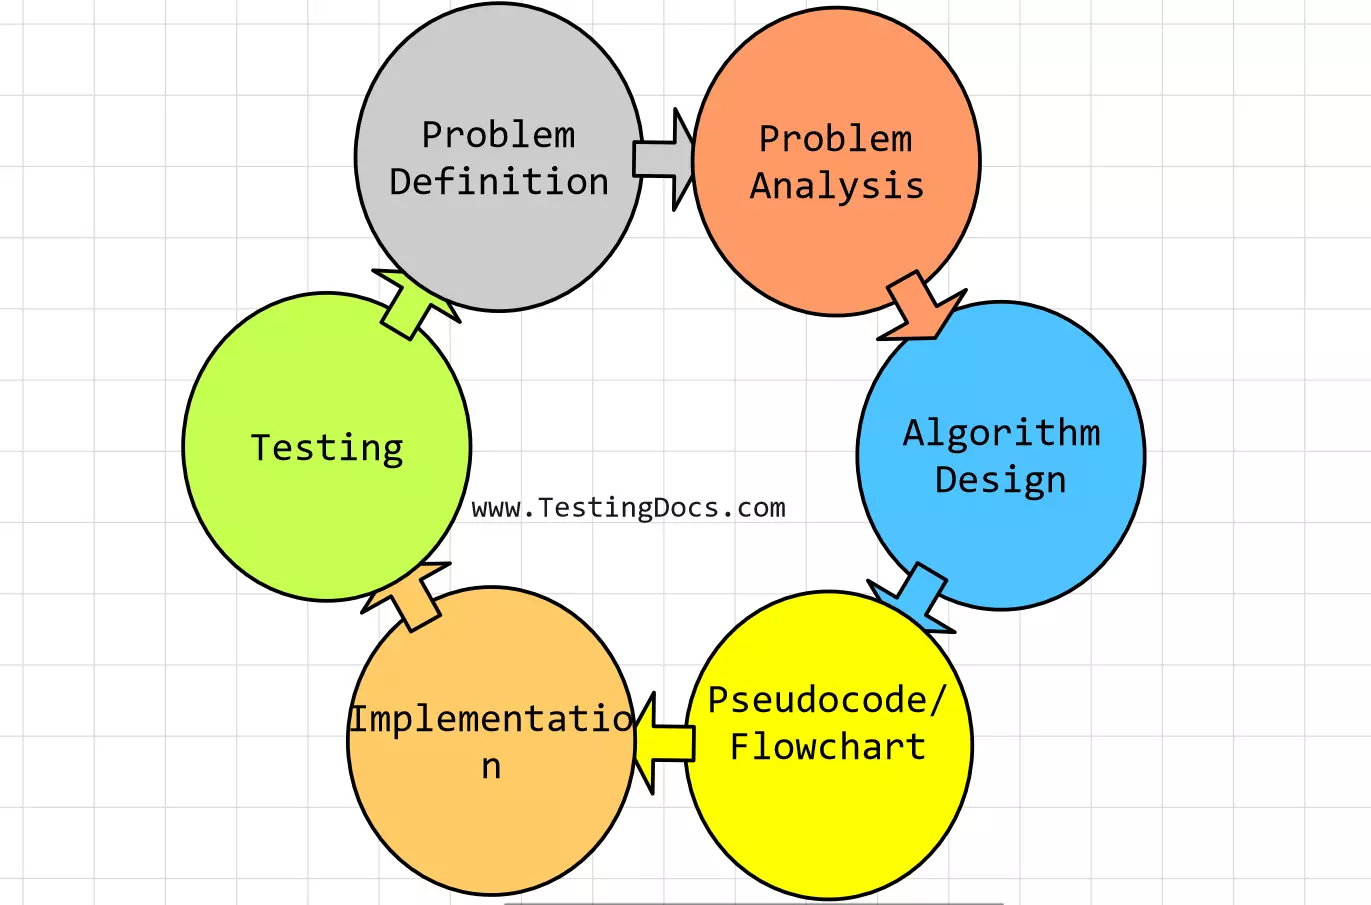 Problem
Definition
Problem
Analysis
Algorithm
Design
Pseudocode/
Flowchart
Implementatio
n
Testing
www.TestingDocs.com